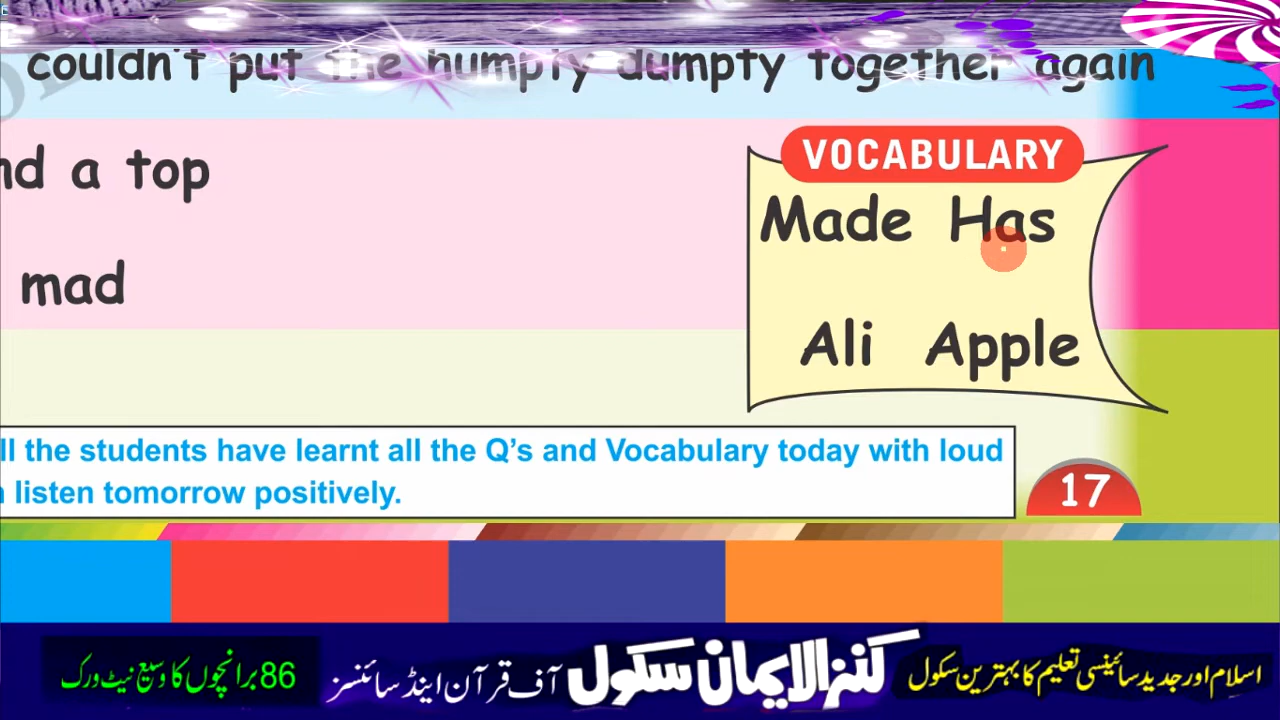 couldn't put the humpty dumpty together again
nd a top
mad
VOCABULARY
Made Has
Ali Apple
ll the students have learnt all the Q's and Vocabulary today with loud
listen tomorrow positively.
17
اسلام اور جدید سائینسی تعلیم کا بہترین سکول کنزالایمان سکول آف قرآن اینڈ سائنسز 86 برانچوں کا وسیع نیٹ ورک